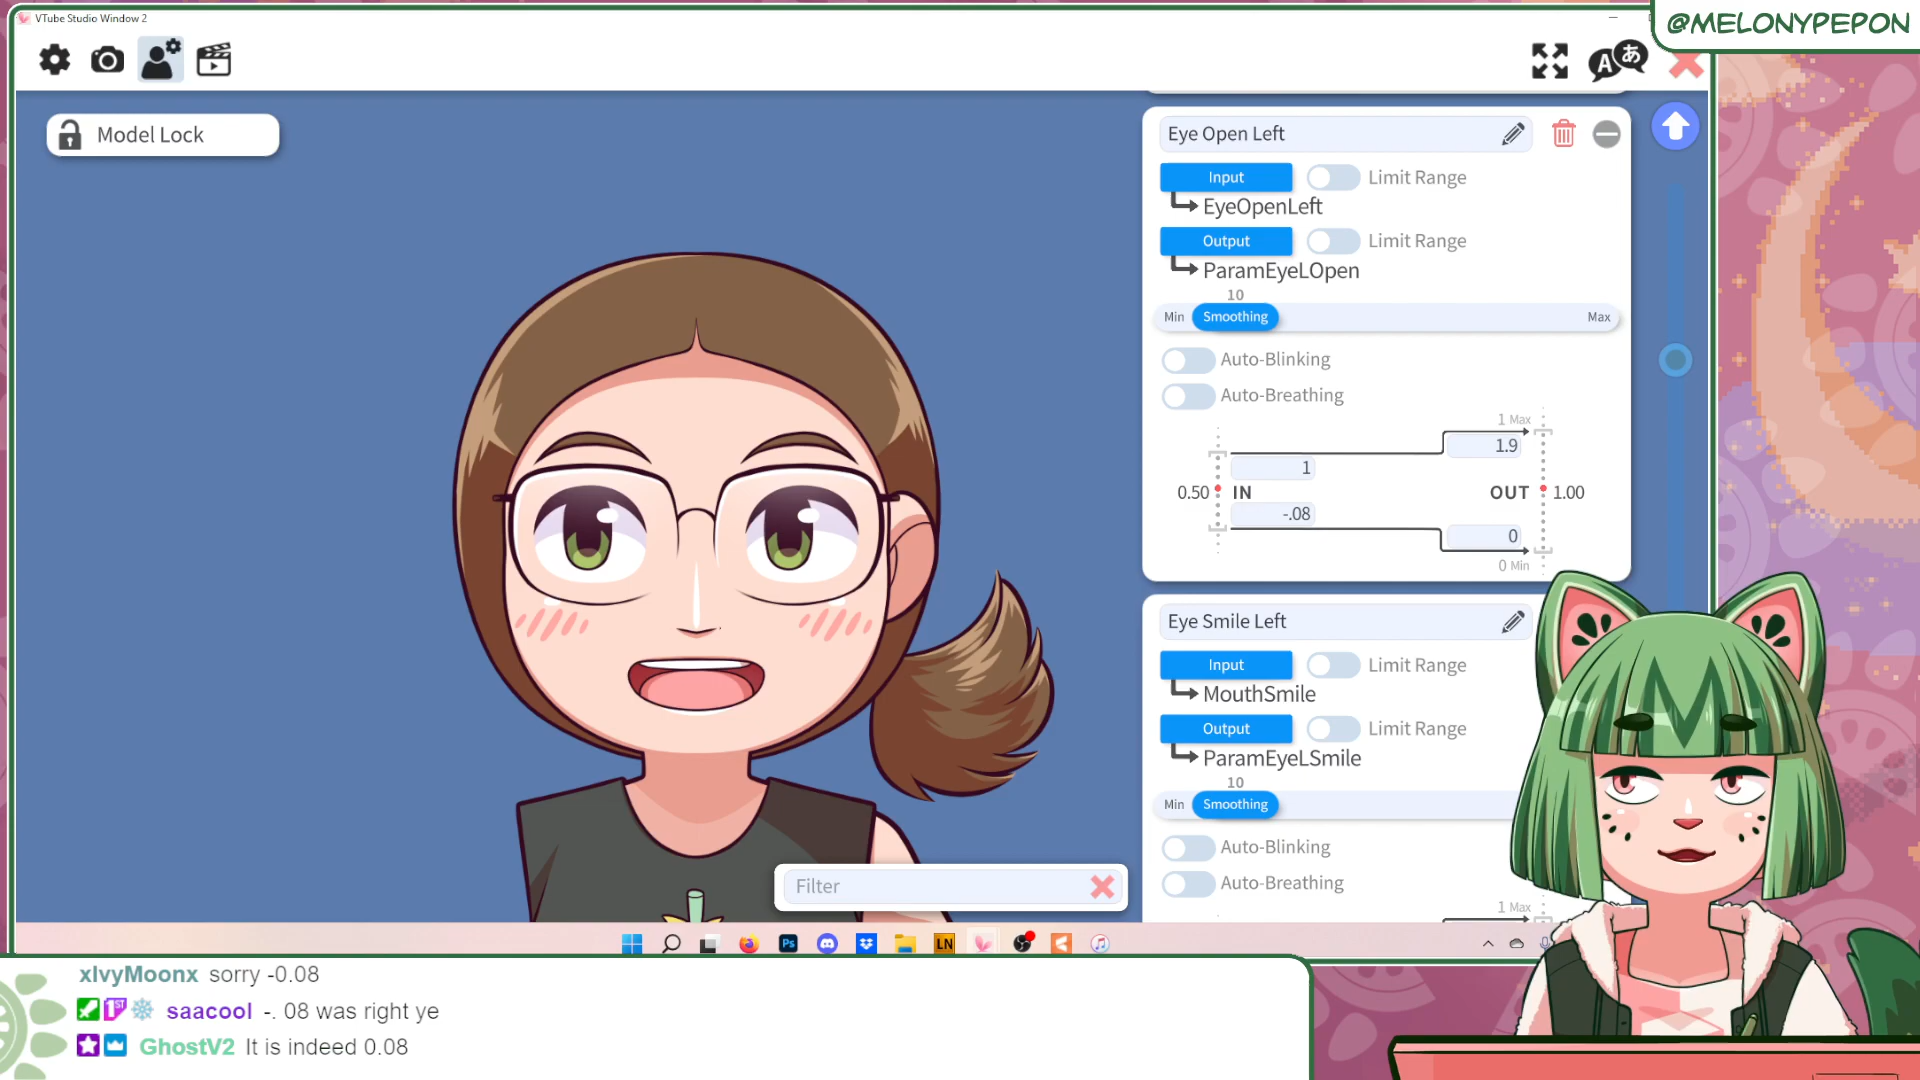 VTube Studio Window 2
@MELONYPEPON
A あ
Model Lock
Eye Open Left
Input
Limit Range
EyeOpenLeft
Output
Limit Range
ParamEyeLOpen
10
Min
Smoothing
Max
Auto-Blinking
Auto-Breathing
1 Max
1.9
1
0.50
IN
OUT
1.00
-.08
0
0 Min
Eye Smile Left
Input
Limit Range
MouthSmile
Output
Limit Range
ParamEyeLSmile
10
Min
Smoothing
Auto-Blinking
Auto-Breathing
1 Max
Filter
Ps
LN
xIvyMoonx sorry -0.08
1ST saacool -. 08 was right ye
GhostV2 It is indeed 0.08